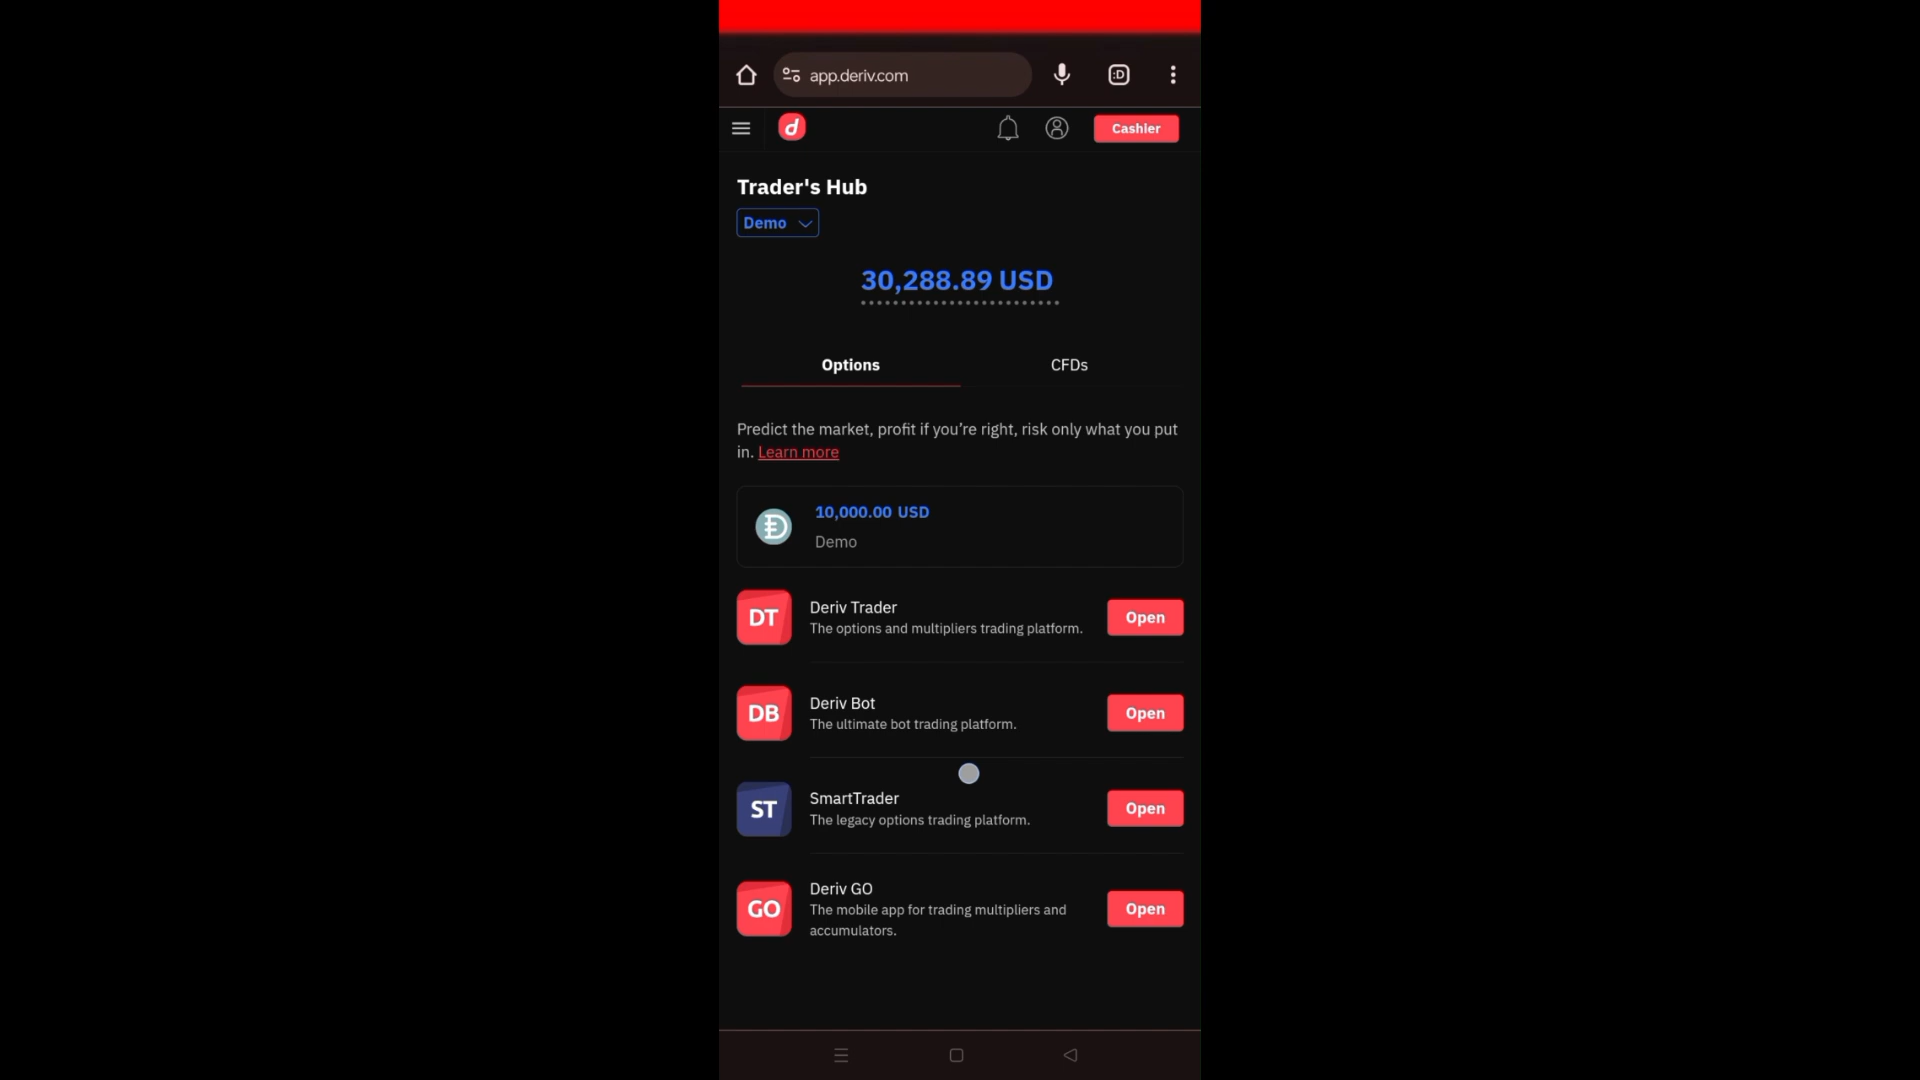 app.deriv.com
:D
d
Cashier
Trader's Hub
Demo
30,288.89 USD
Options
CFDs
Predict the market, profit if you’re right, risk only what you put
in. Learn more
10,000.00 USD
Demo
DT
Deriv Trader
The options and multipliers trading platform.
Open
DB
Deriv Bot
The ultimate bot trading platform.
Open
ST
SmartTrader
The legacy options trading platform.
Open
GO
Deriv GO
The mobile app for trading multipliers and
accumulators.
Open